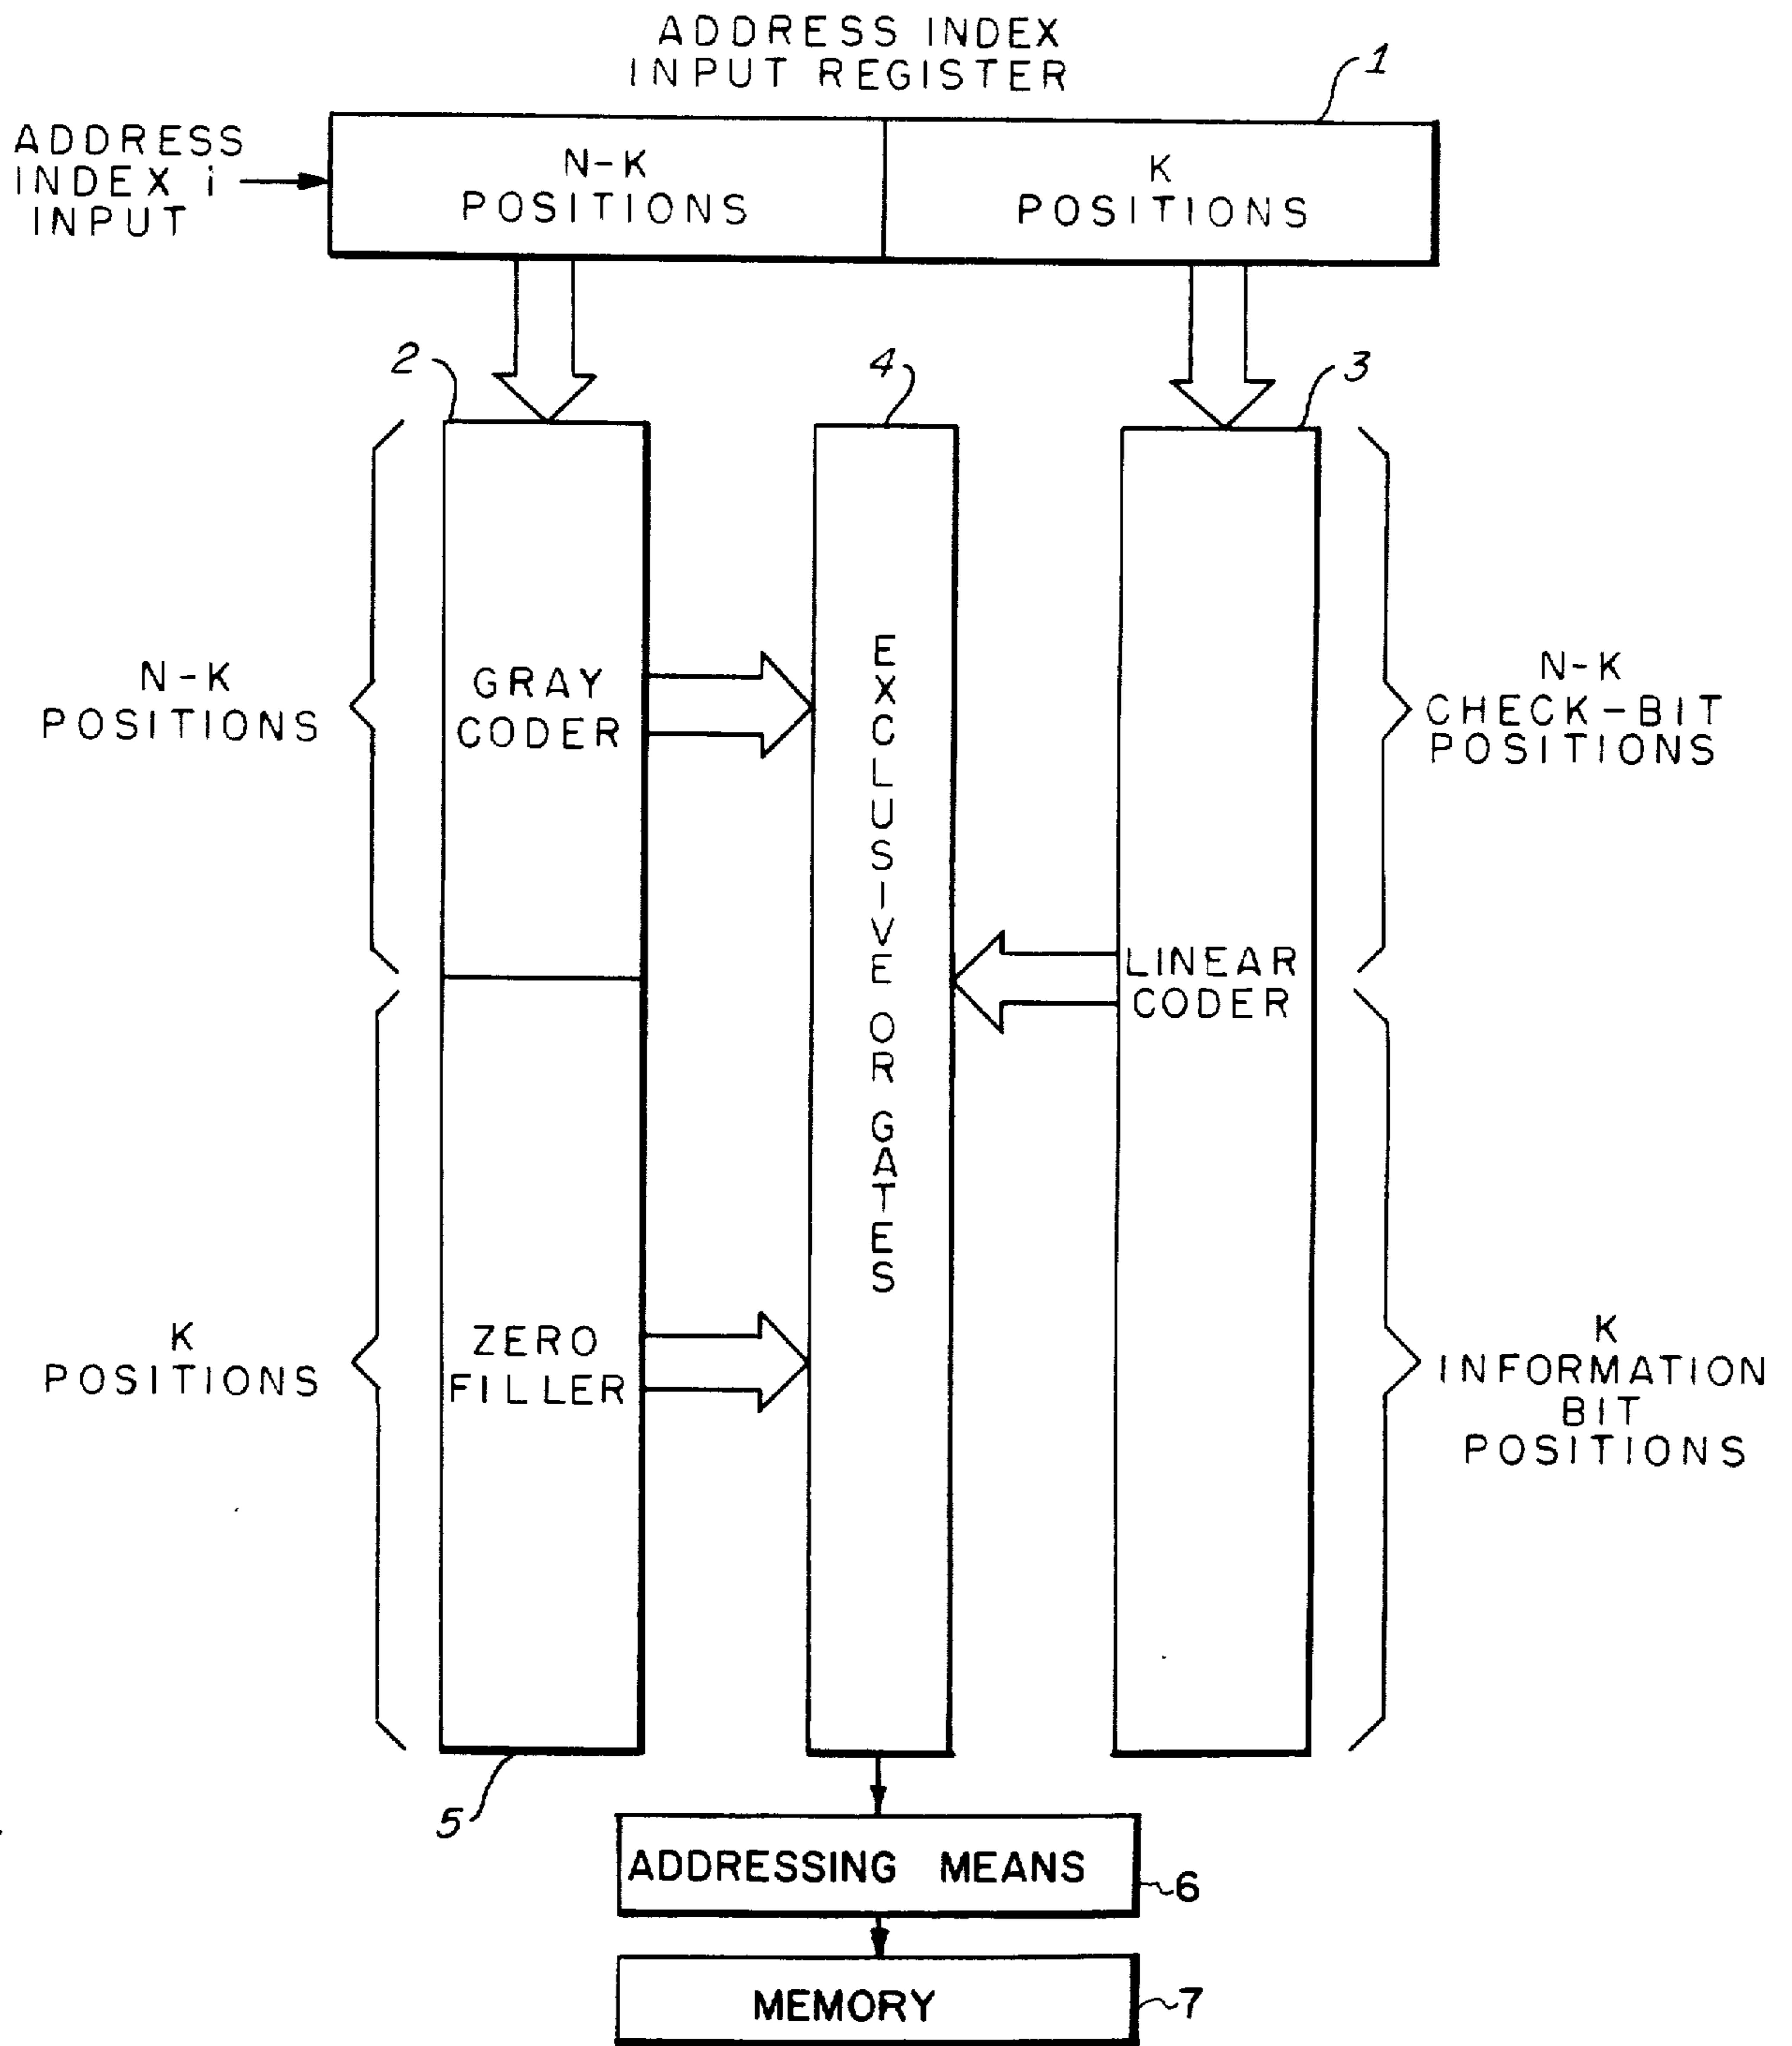 ADDRESS INDEX
INPUT REGISTER
1
ADDRESS
INDEX i
INPUT
N-K
POSITIONS
K
POSITIONS
2
4
3
N-K
POSITIONS
GRAY
CODER
EXCLUSIVE OR GATES
N-K
CHECK-BIT
POSITIONS
LINEAR
CODER
K
POSITIONS
ZERO
FILLER
K
INFORMATION
BIT
POSITIONS
5
ADDRESSING MEANS
6
MEMORY
7